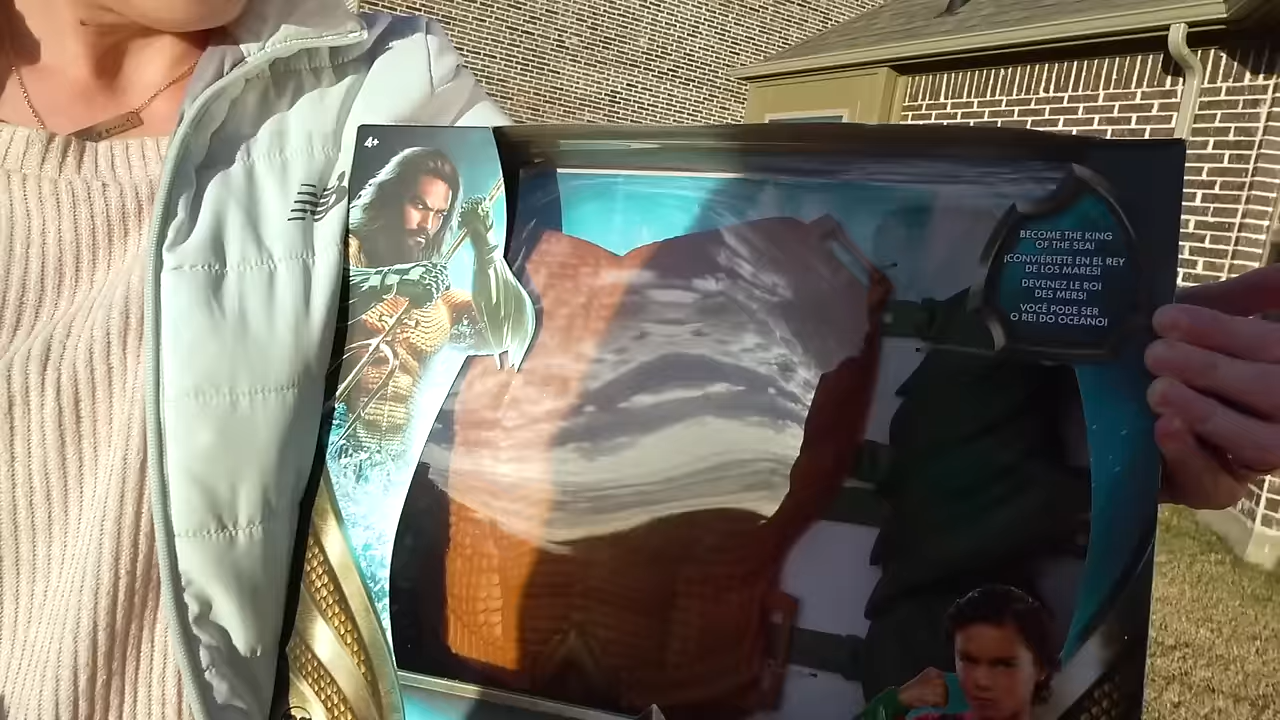 4+
BECOME THE KING
OF THE SEA!
¡CONVIÉRTETE EN EL REY
DE LOS MARES!
DEVENEZ LE ROI
DES MERS!
VOCÊ PODE SER
O REI DO OCEANO!